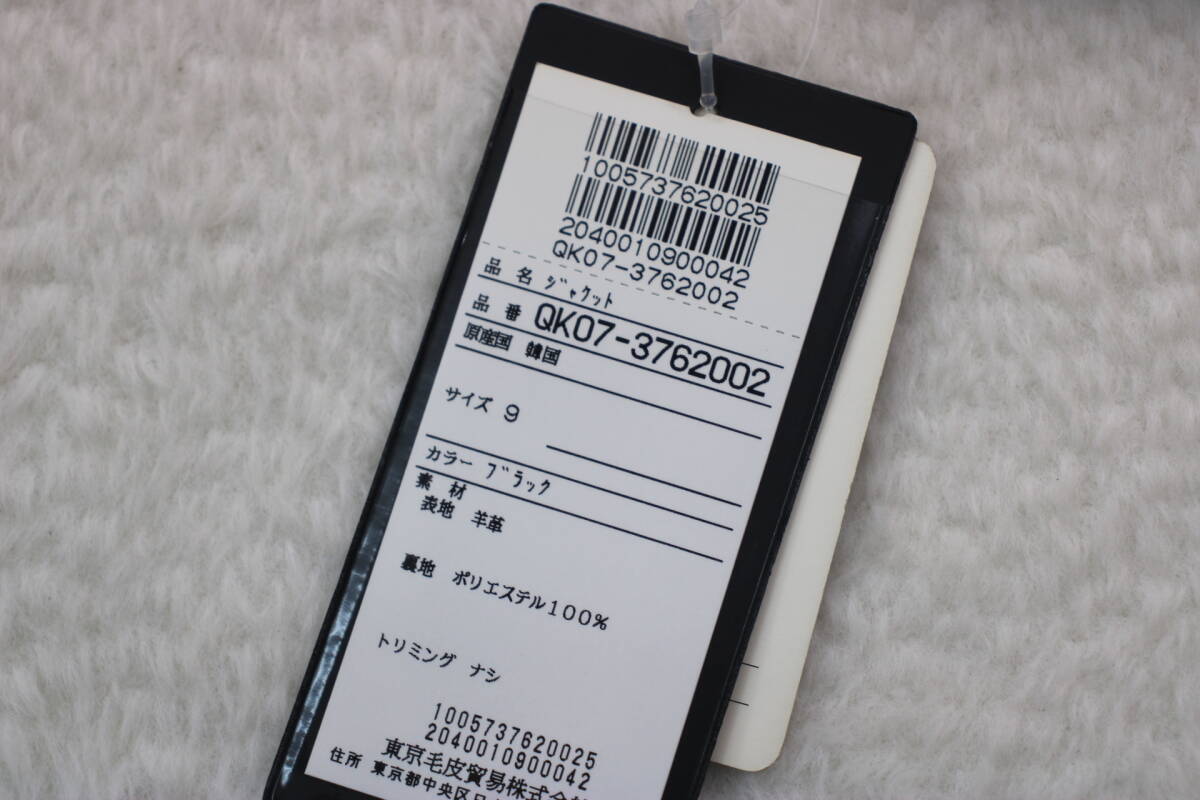 1005737620025
2040010900042
QK07-3762002
品 名 ｼﾞｬｹｯﾄ
品 番 QK07-3762002
原産国 韓国
サイズ 9
カラー ﾌﾞﾗｯｸ
素 材
表地 羊革
裏地 ポリエステル100%
トリミング ナシ
1005737620025
2040010900042
東京毛皮貿易株式会社
住所 東京都中央区日